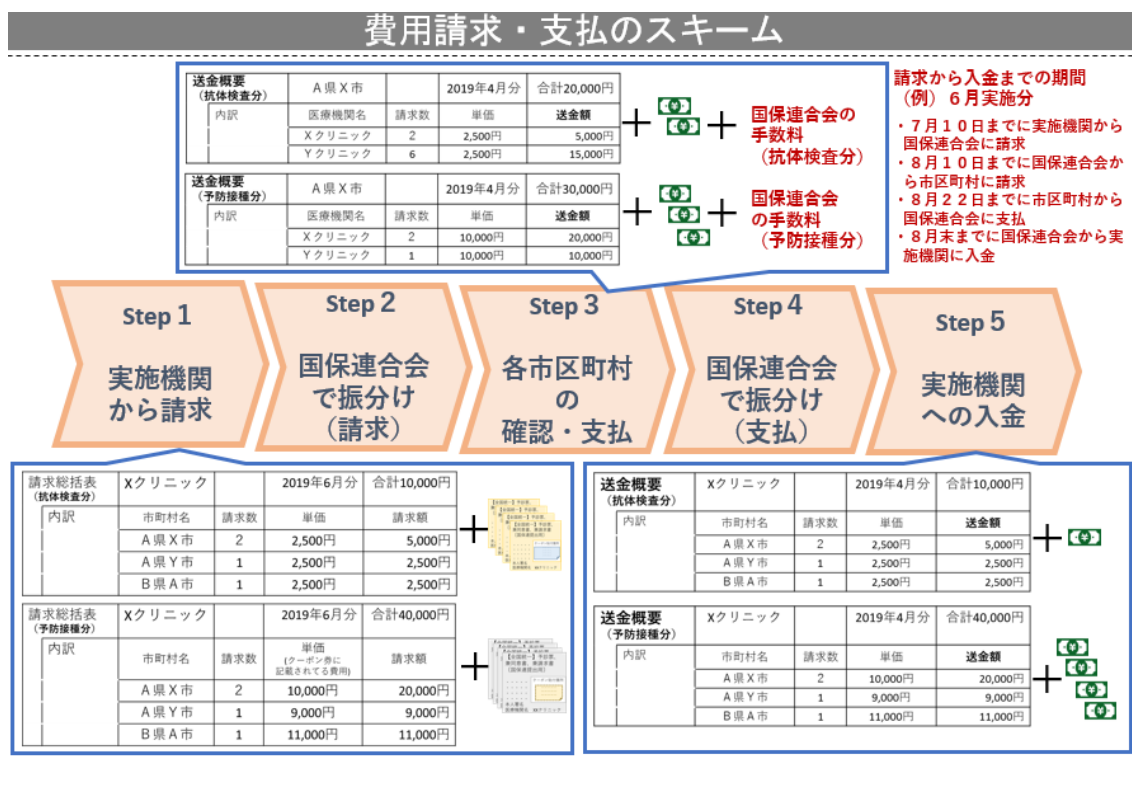 費用請求・支払のスキーム
送金概要 A県X市 2019年4月分 合計20,000円
(抗体検査分)
内訳 医療機関名 請求数 単価 送金額
Xクリニック 2 2,500円 5,000円
Yクリニック 6 2,500円 15,000円
国保連合会の
手数料
(抗体検査分)
送金概要 A県X市 2019年4月分 合計30,000円
(予防接種分)
内訳 医療機関名 請求数 単価 送金額
Xクリニック 2 10,000円 20,000円
Yクリニック 1 10,000円 10,000円
国保連合会
の手数料
(予防接種分)
請求から入金までの期間
(例)6月実施分
・7月10日までに実施機関から
国保連合会に請求
・8月10日までに国保連合会か
ら市区町村に請求
・8月22日までに市区町村から
国保連合会に支払
・8月末までに国保連合会から実
施機関に入金
Step 1
実施機関
から請求
Step 2
国保連合会
で振分け
(請求)
Step 3
各市区町村
の
確認・支払
Step 4
国保連合会
で振分け
(支払)
Step 5
実施機関
への入金
請求総括表 Xクリニック 2019年6月分 合計10,000円
(抗体検査分)
内訳 市町村名 請求数 単価 請求額
A県X市 2 2,500円 5,000円
A県Y市 1 2,500円 2,500円
B県A市 1 2,500円 2,500円
請求総括表 Xクリニック 2019年6月分 合計40,000円
(予防接種分)
内訳 市町村名 請求数 単価 請求額
(クーポン券に
記載されてる費用)
A県X市 2 10,000円 20,000円
A県Y市 1 9,000円 9,000円
B県A市 1 11,000円 11,000円
送金概要 Xクリニック 2019年4月分 合計10,000円
(抗体検査分)
内訳 市町村名 請求数 単価 送金額
A県X市 2 2,500円 5,000円
A県Y市 1 2,500円 2,500円
B県A市 1 2,500円 2,500円
送金概要 Xクリニック 2019年4月分 合計40,000円
(予防接種分)
内訳 市町村名 請求数 単価 送金額
A県X市 2 10,000円 20,000円
A県Y市 1 9,000円 9,000円
B県A市 1 11,000円 11,000円